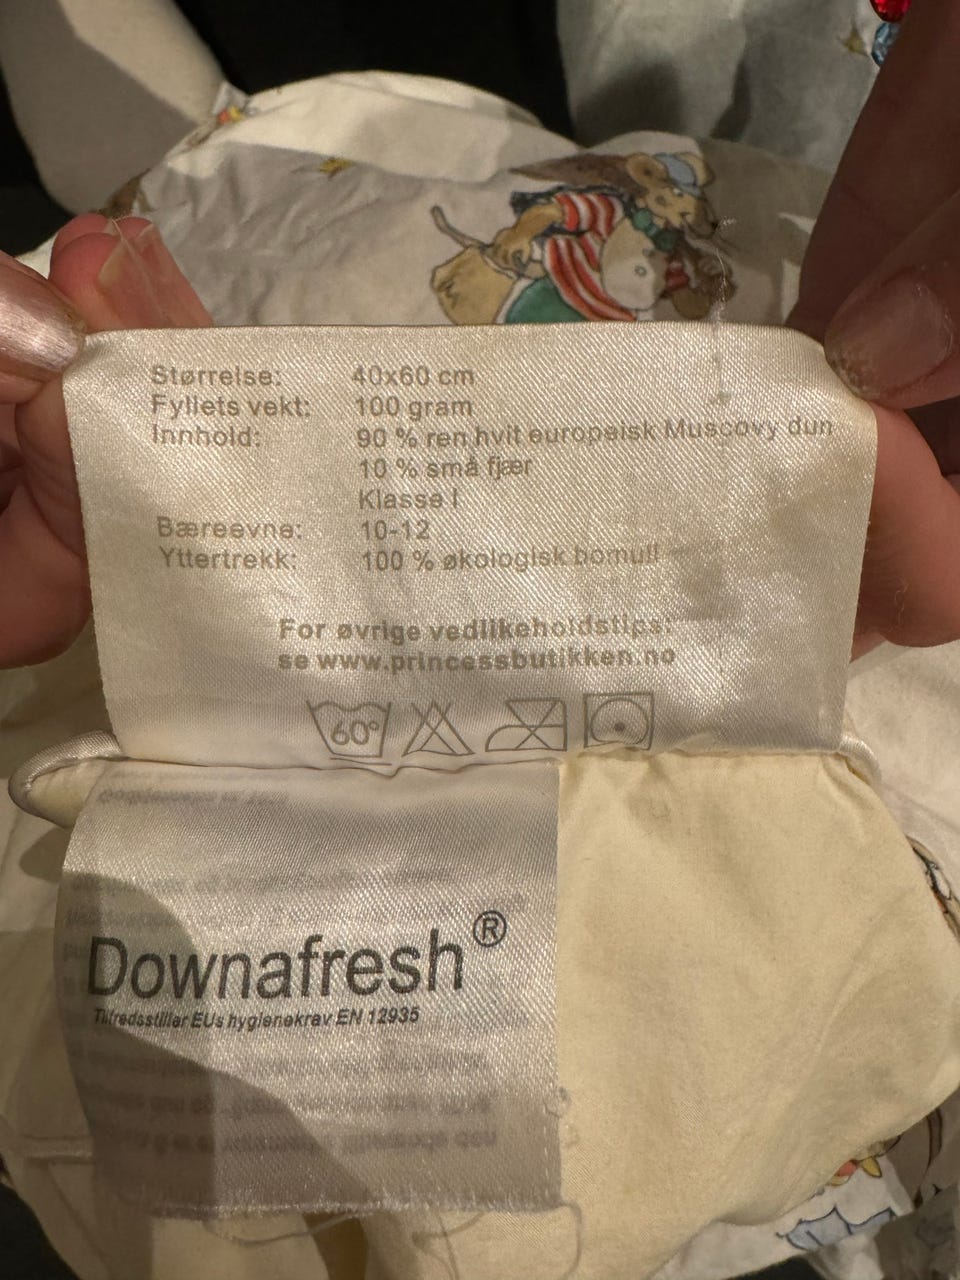 Størrelse: 40x60 cm
Fyllets vekt: 100 gram
Innhold: 90 % ren hvit europeisk Muscovy dun
10 % små fjær
Klasse I
Bæreevne: 10-12
Yttertrekk: 100 % økologisk bomull
For øvrige vedlikeholdstips:
se www.princessbutikken.no
60°
Downafresh®
Tilfredsstiller EUs hygienekrav EN 12935